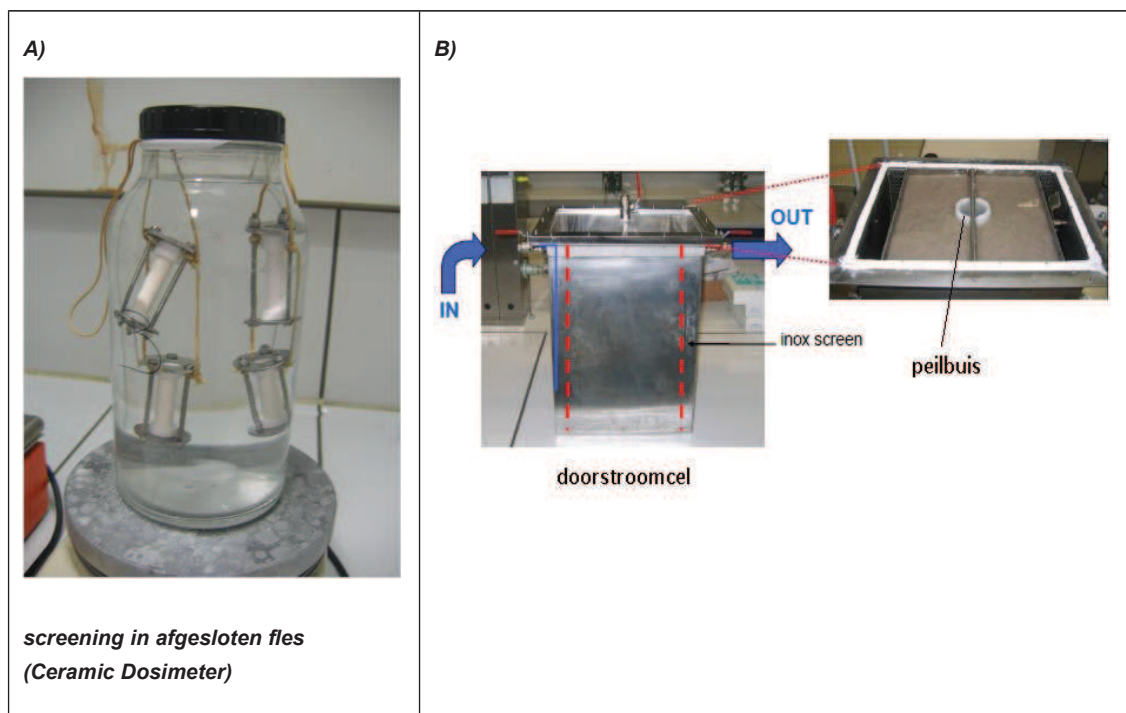 A)
screening in afgesloten fles
(Ceramic Dosimeter)
B)
IN
OUT
inox screen
peilbuis
doorstroomcel